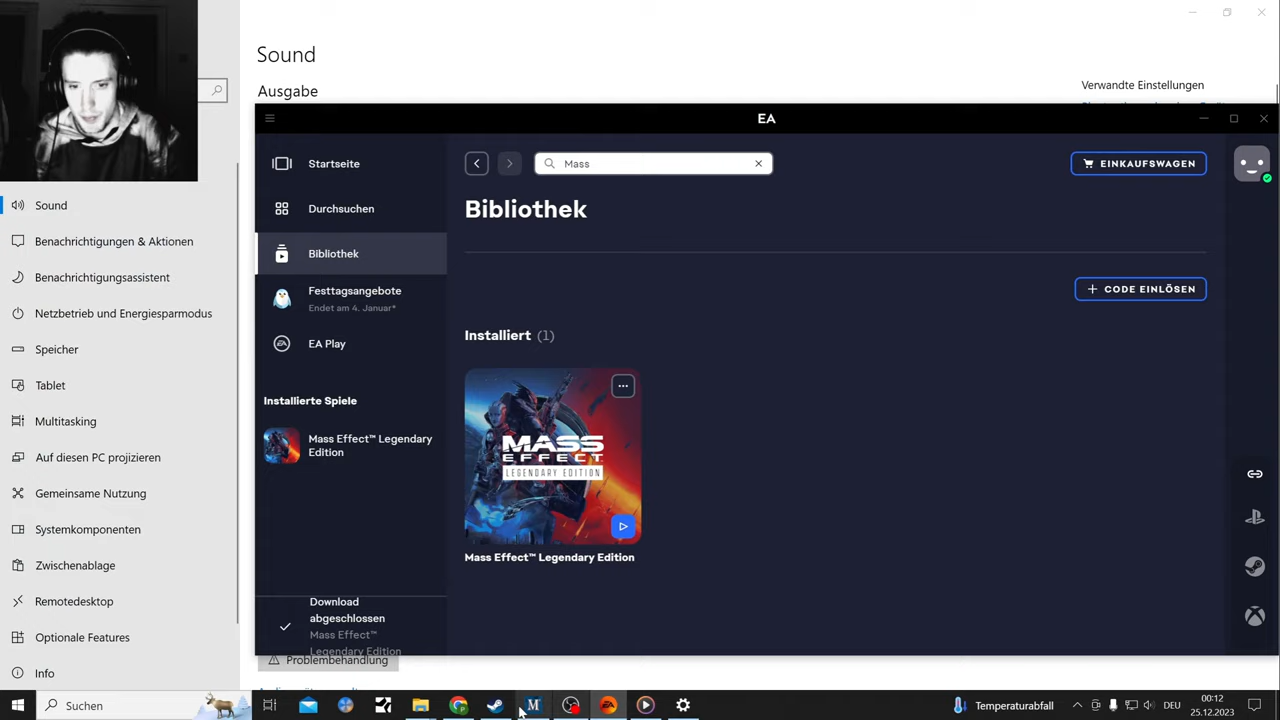 Sound
Ausgabe
Verwandte Einstellungen
EA
Startseite
Mass
EINKAUFSWAGEN
Sound
Durchsuchen
Bibliothek
Benachrichtigungen & Aktionen
Bibliothek
Benachrichtigungsassistent
Festtagsangebote
Endet am 4. Januar*
CODE EINLÖSEN
Netzbetrieb und Energiesparmodus
EA Play
Installiert (1)
Speicher
Tablet
Installierte Spiele
Multitasking
Mass Effect™ Legendary
Edition
MASS
EFFECT
LEGENDARY EDITION
Auf diesen PC projizieren
Gemeinsame Nutzung
Systemkomponenten
Mass Effect™ Legendary Edition
Zwischenablage
Remotedesktop
Download
abgeschlossen
Mass Effect™
Legendary Edition
Optionale Features
Problembehandlung
Info
Suchen
M
EA
Temperaturabfall
DEU
00:12
25.12.2023